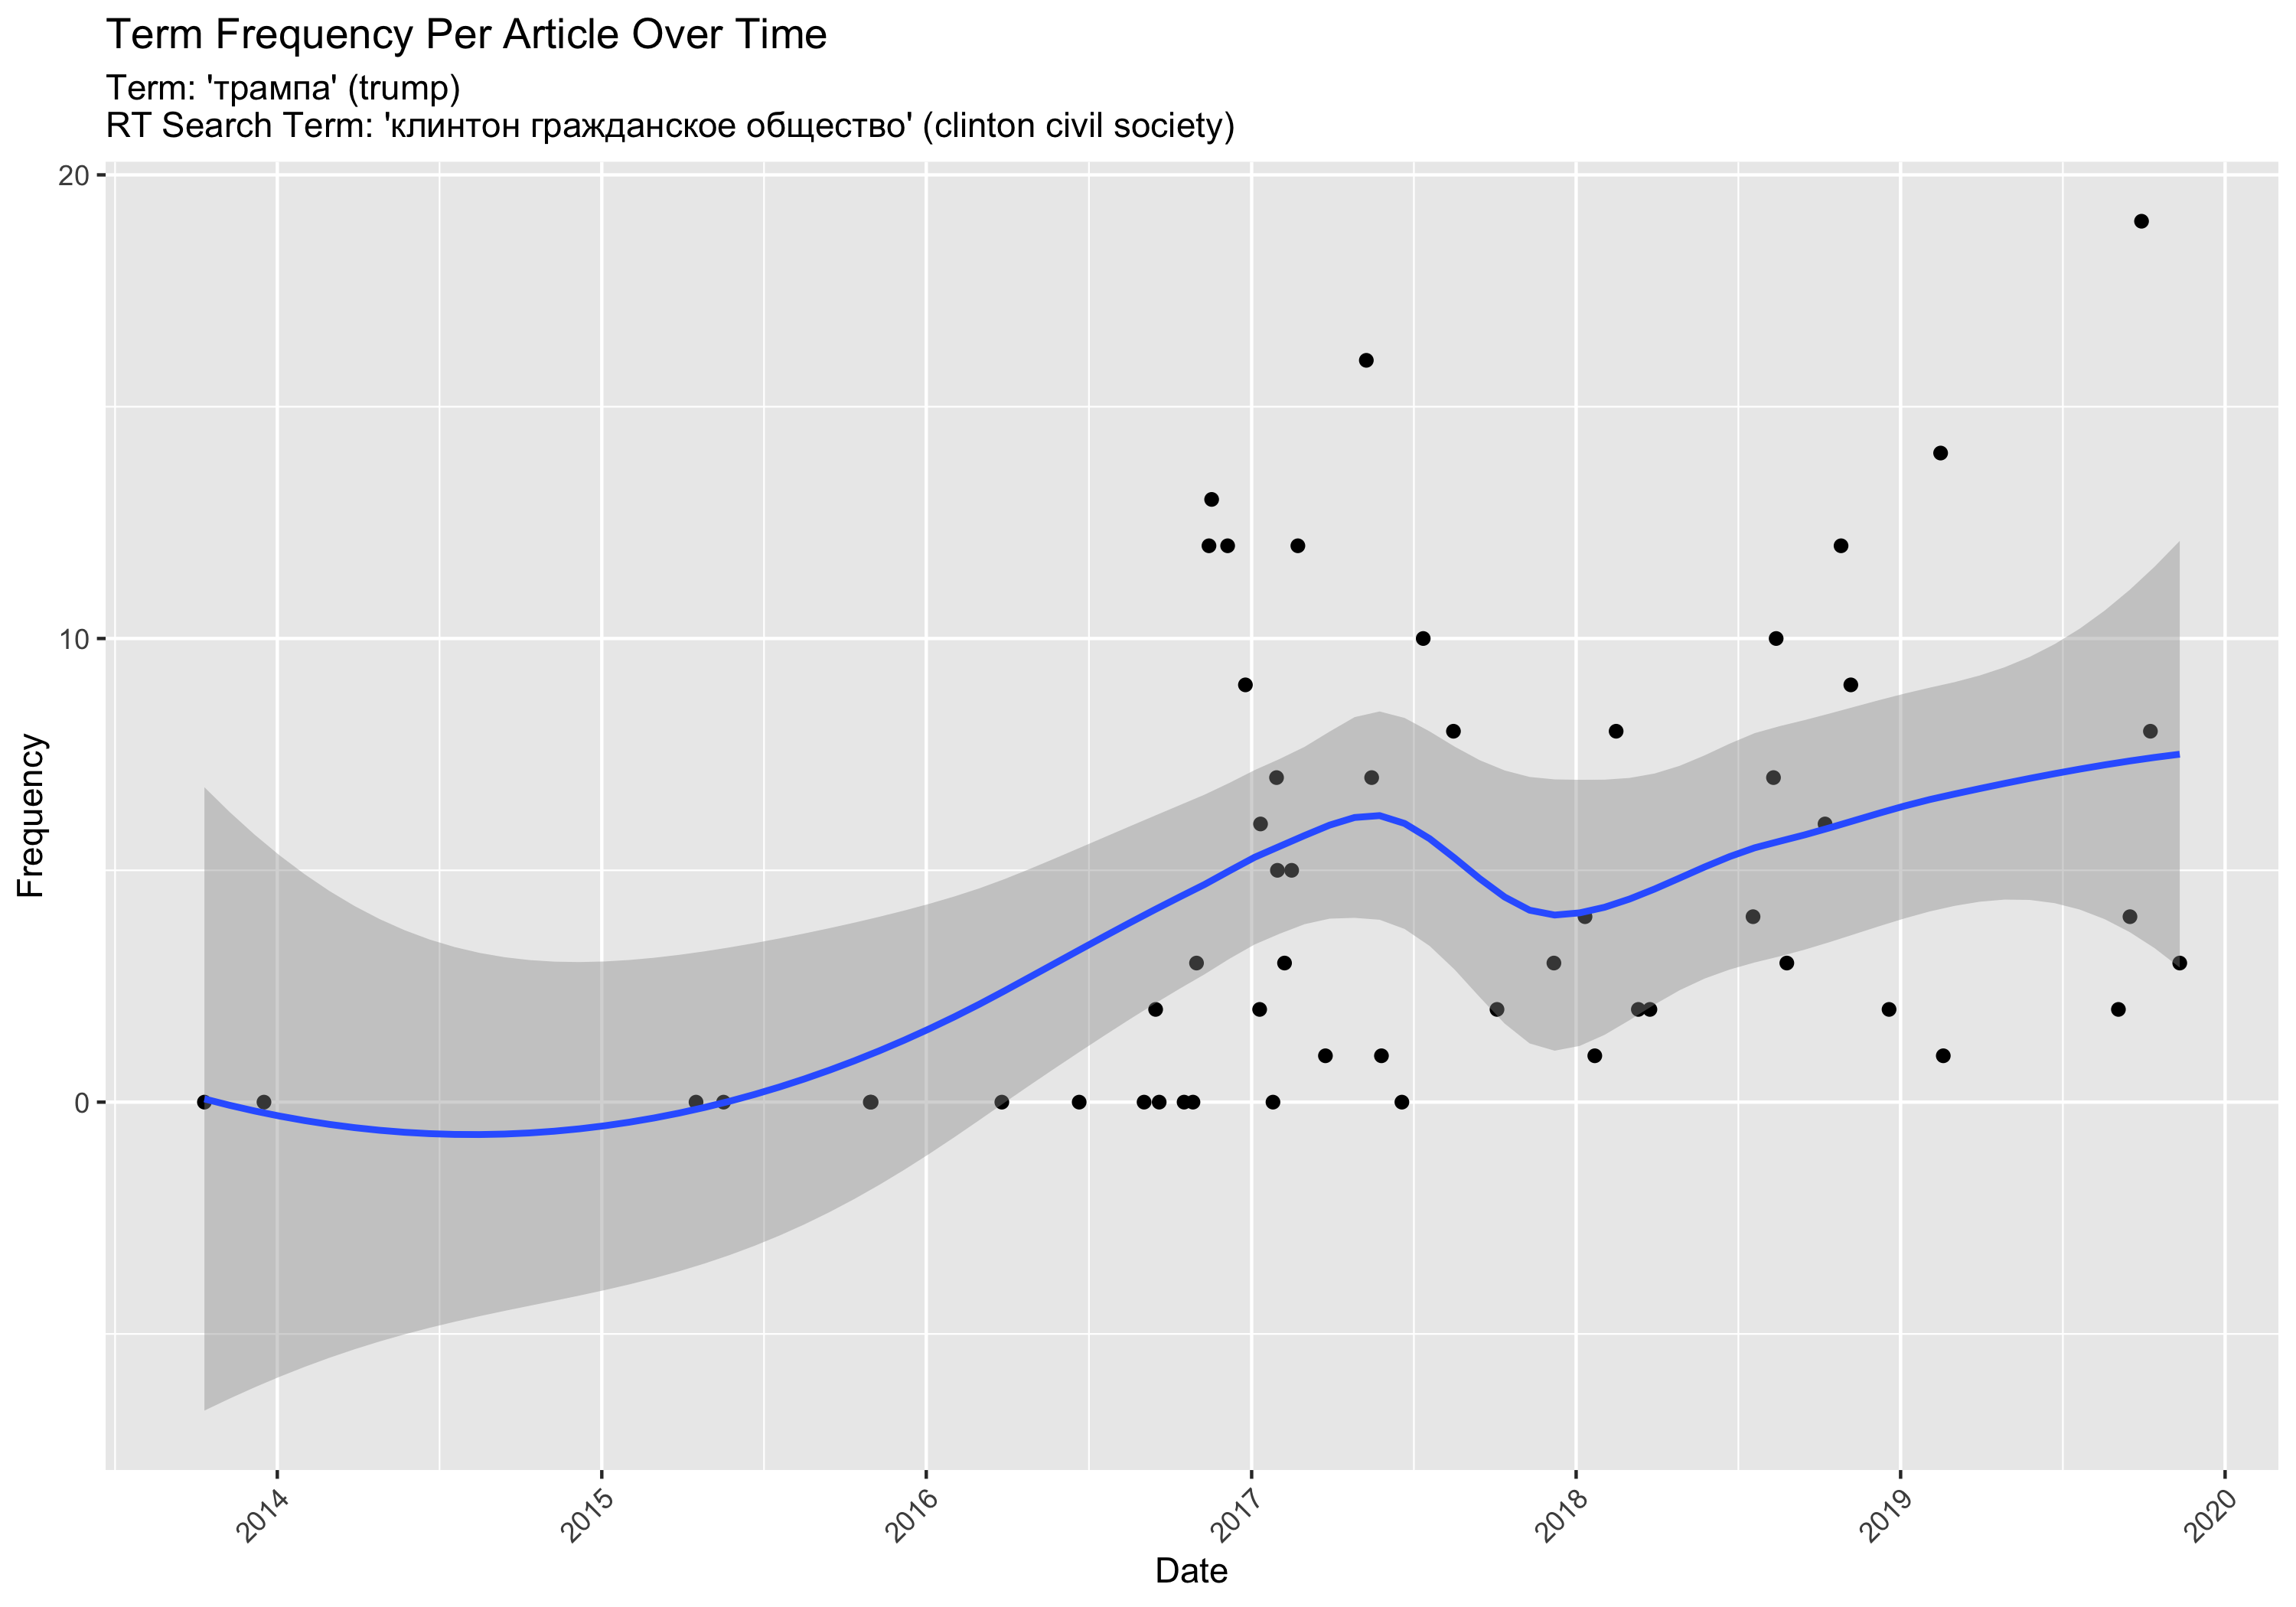 Term Frequency Per Article Over Time
Term: 'трампа' (trump)
RT Search Term: 'клинтон гражданское общество' (clinton civil society)
20
10
0
Frequency
2014
2015
2016
2017
2018
2019
2020
Date